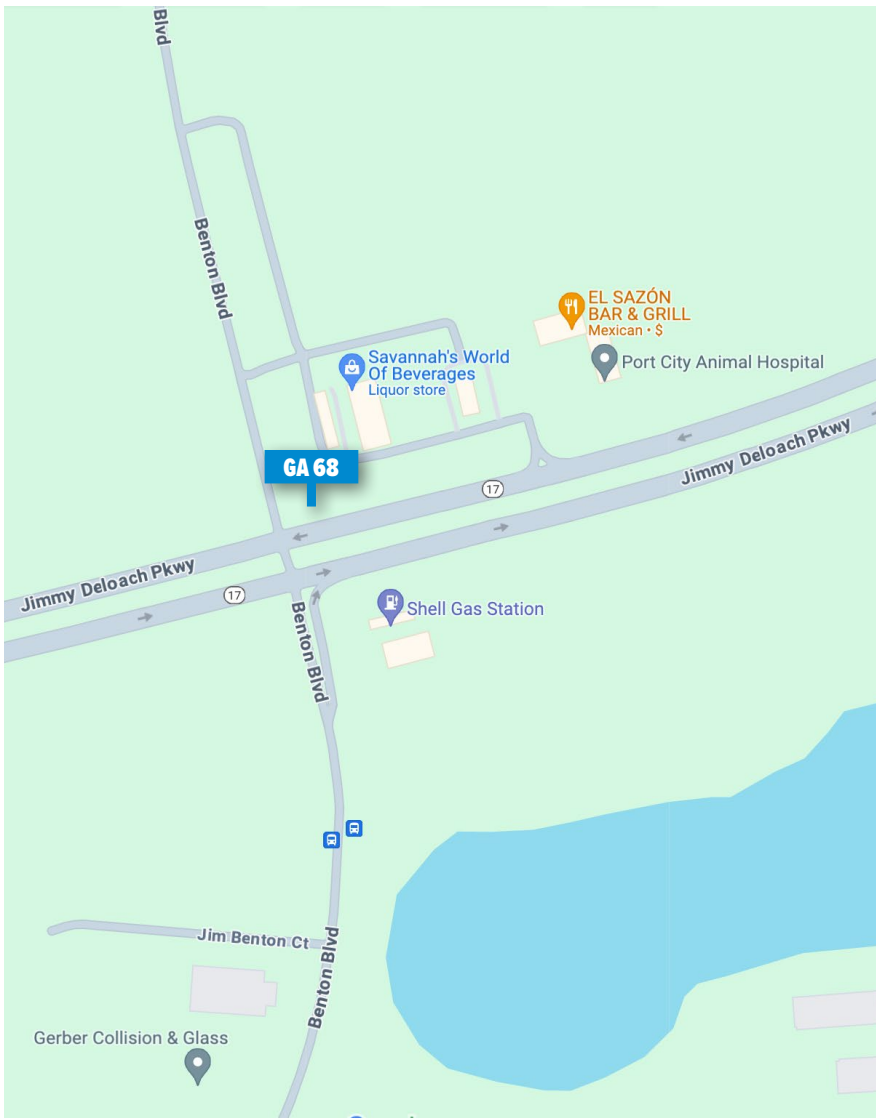 Blvd
Benton Blvd
EL SAZÓN
BAR & GRILL
Mexican • $
Port City Animal Hospital
Savannah's World
Of Beverages
Liquor store
GA 68
17
Jimmy Deloach Pkwy
Jimmy Deloach Pkwy
17
Shell Gas Station
Benton Blvd
Jim Benton Ct
Benton Blvd
Gerber Collision & Glass